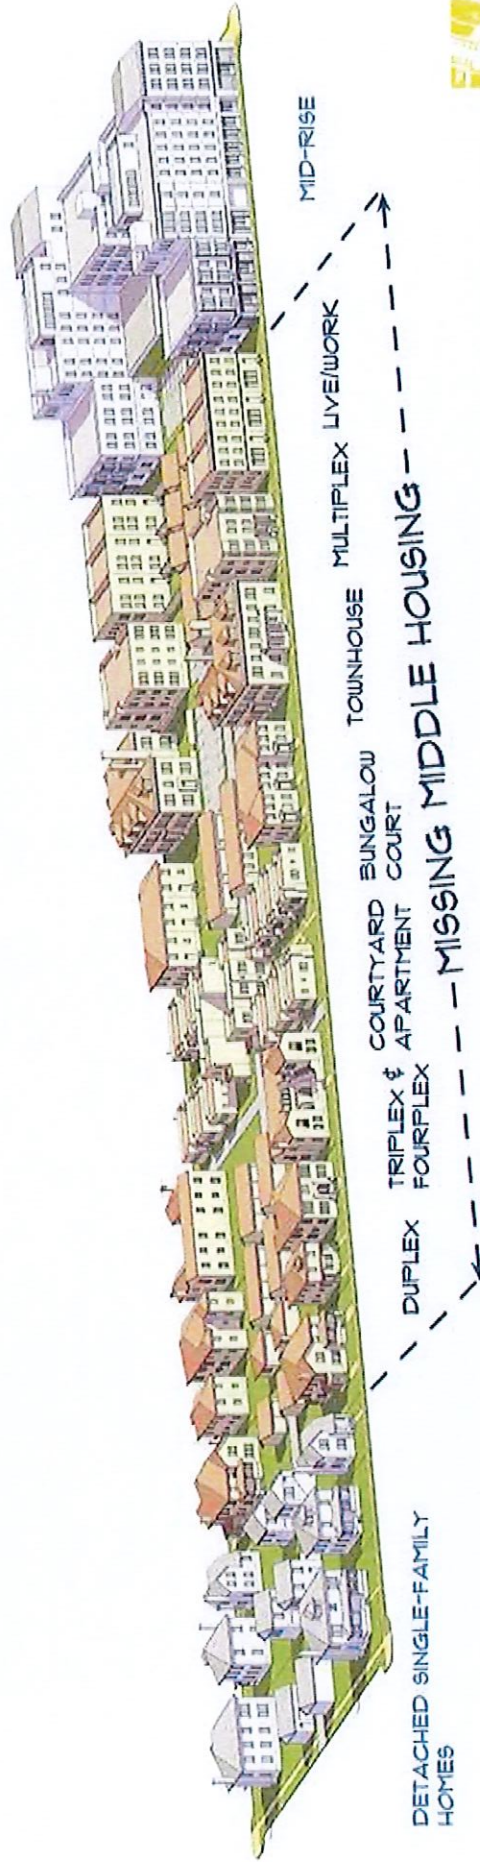 DETACHED SINGLE-FAMILY
HOMES
DUPLEX
TRIPLEX &
FOURPLEX
COURTYARD
APARTMENT
BUNGALOW
COURT
TOWNHOUSE
MULTIPLEX
LIVE/WORK
MID-RISE
MISSING MIDDLE HOUSING